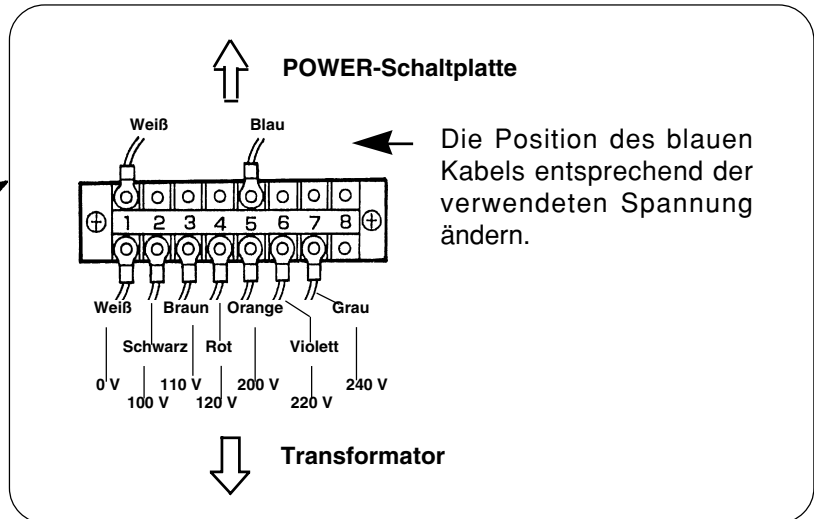 POWER-Schaltplatte
Weiß Blau
Die Position des blauen
Kabels entsprechend der
verwendeten Spannung
ändern.
1 2 3 4 5 6 7 8
Weiß Braun Orange Grau
Schwarz Rot Violett
0 V 110 V 200 V 240 V
100 V 120 V 220 V
Transformator